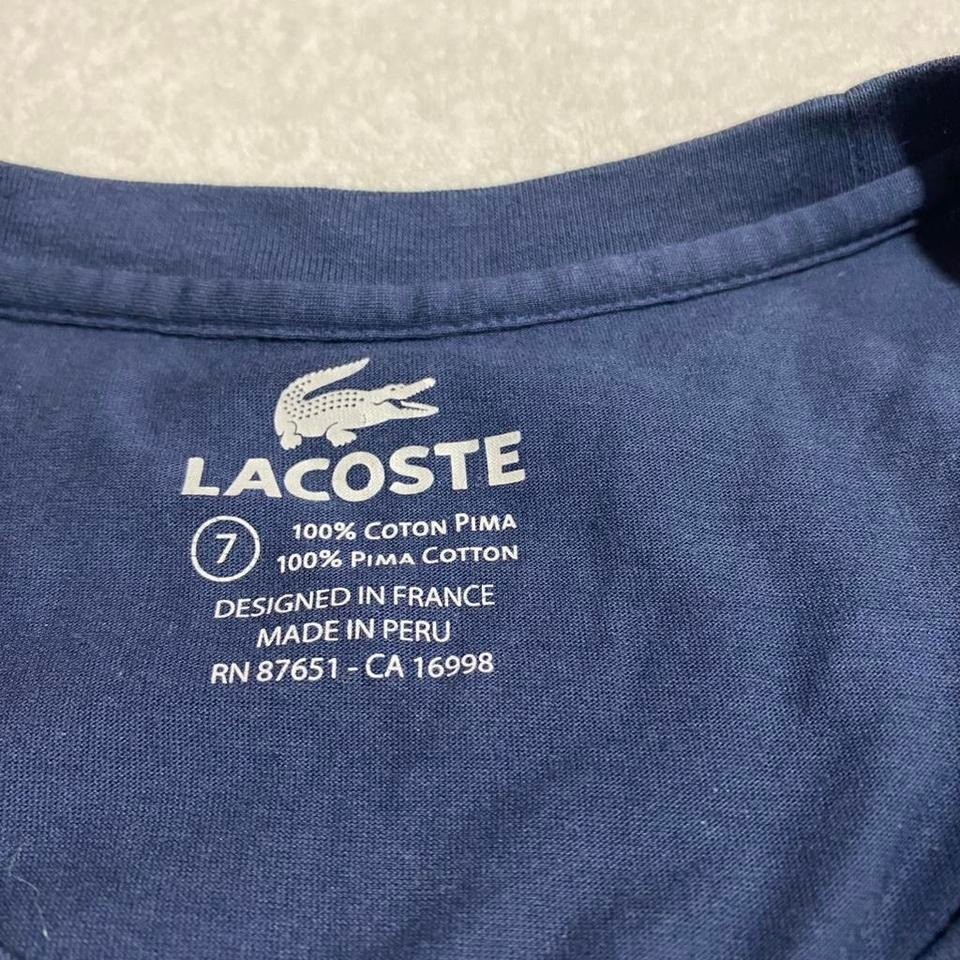 LACOSTE
7
100% COTON PIMA
100% PIMA COTTON
DESIGNED IN FRANCE
MADE IN PERU
RN 87651 - CA 16998